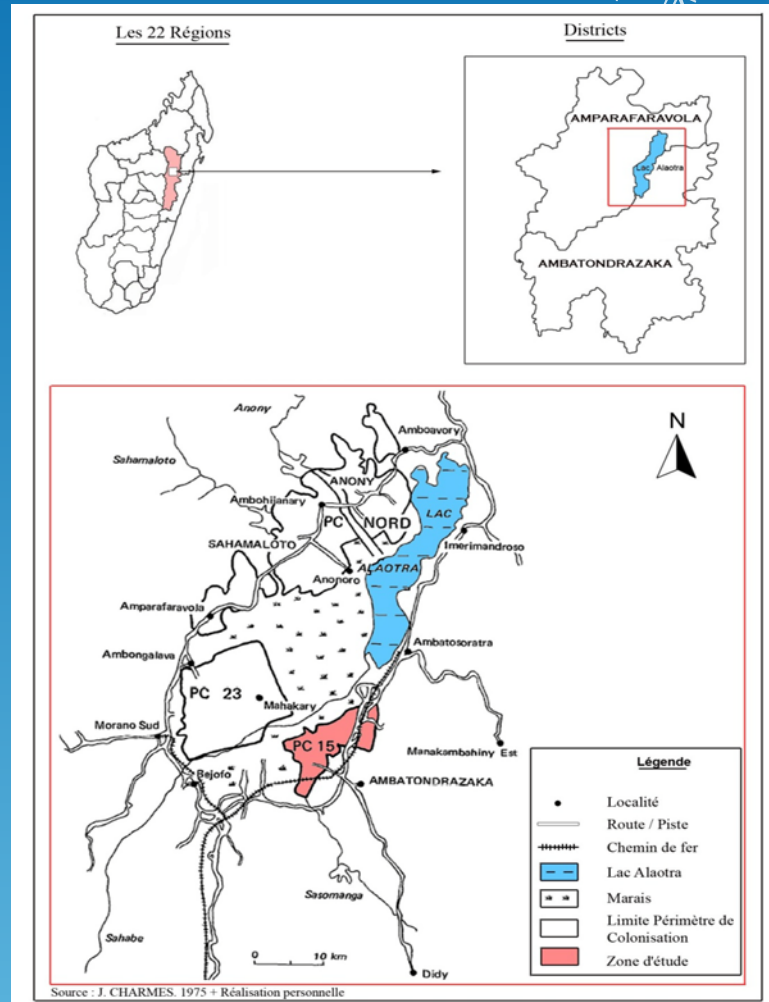 Les 22 Régions
Districts
AMPARAFARAVOLA
Lac Alaotra
AMBATONDRAZAKA
Anony
N
Amboavory
Sahamaloto
ANONY
Ambohijanary
PC NORD
LAC
SAHAMALOTO
Imerimandroso
ALAOTRA
Anonoro
Amparafaravola
Ambatosoratra
Ambongalava
PC 23
Mahakary
Morano Sud
PC 15
Manakambahiny Est
Bejofo
AMBATONDRAZAKA
Sasomanga
Sahabe
0 10 km
Didy
Légende
Localité
Route / Piste
Chemin de fer
Lac Alaotra
Marais
Limite Périmètre de
Colonisation
Zone d'étude
Source : J. CHARMES. 1975 + Réalisation personnelle